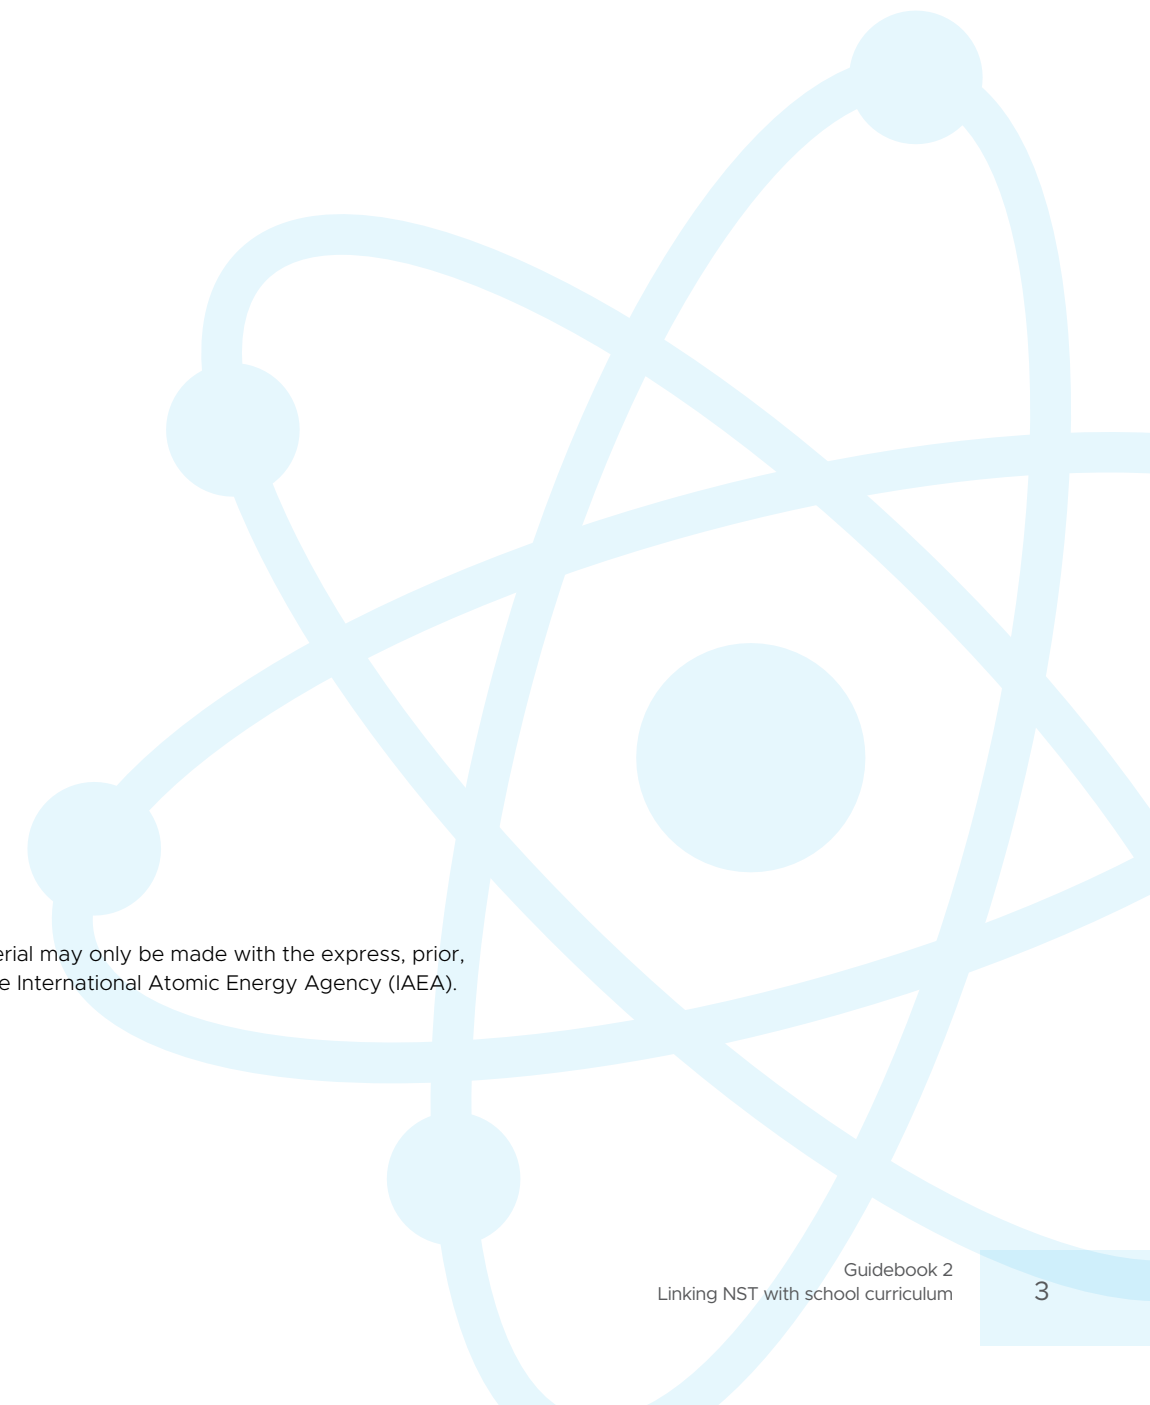 erial may only be made with the express, prior,
e International Atomic Energy Agency (IAEA).
Guidebook 2
Linking NST with school curriculum
3